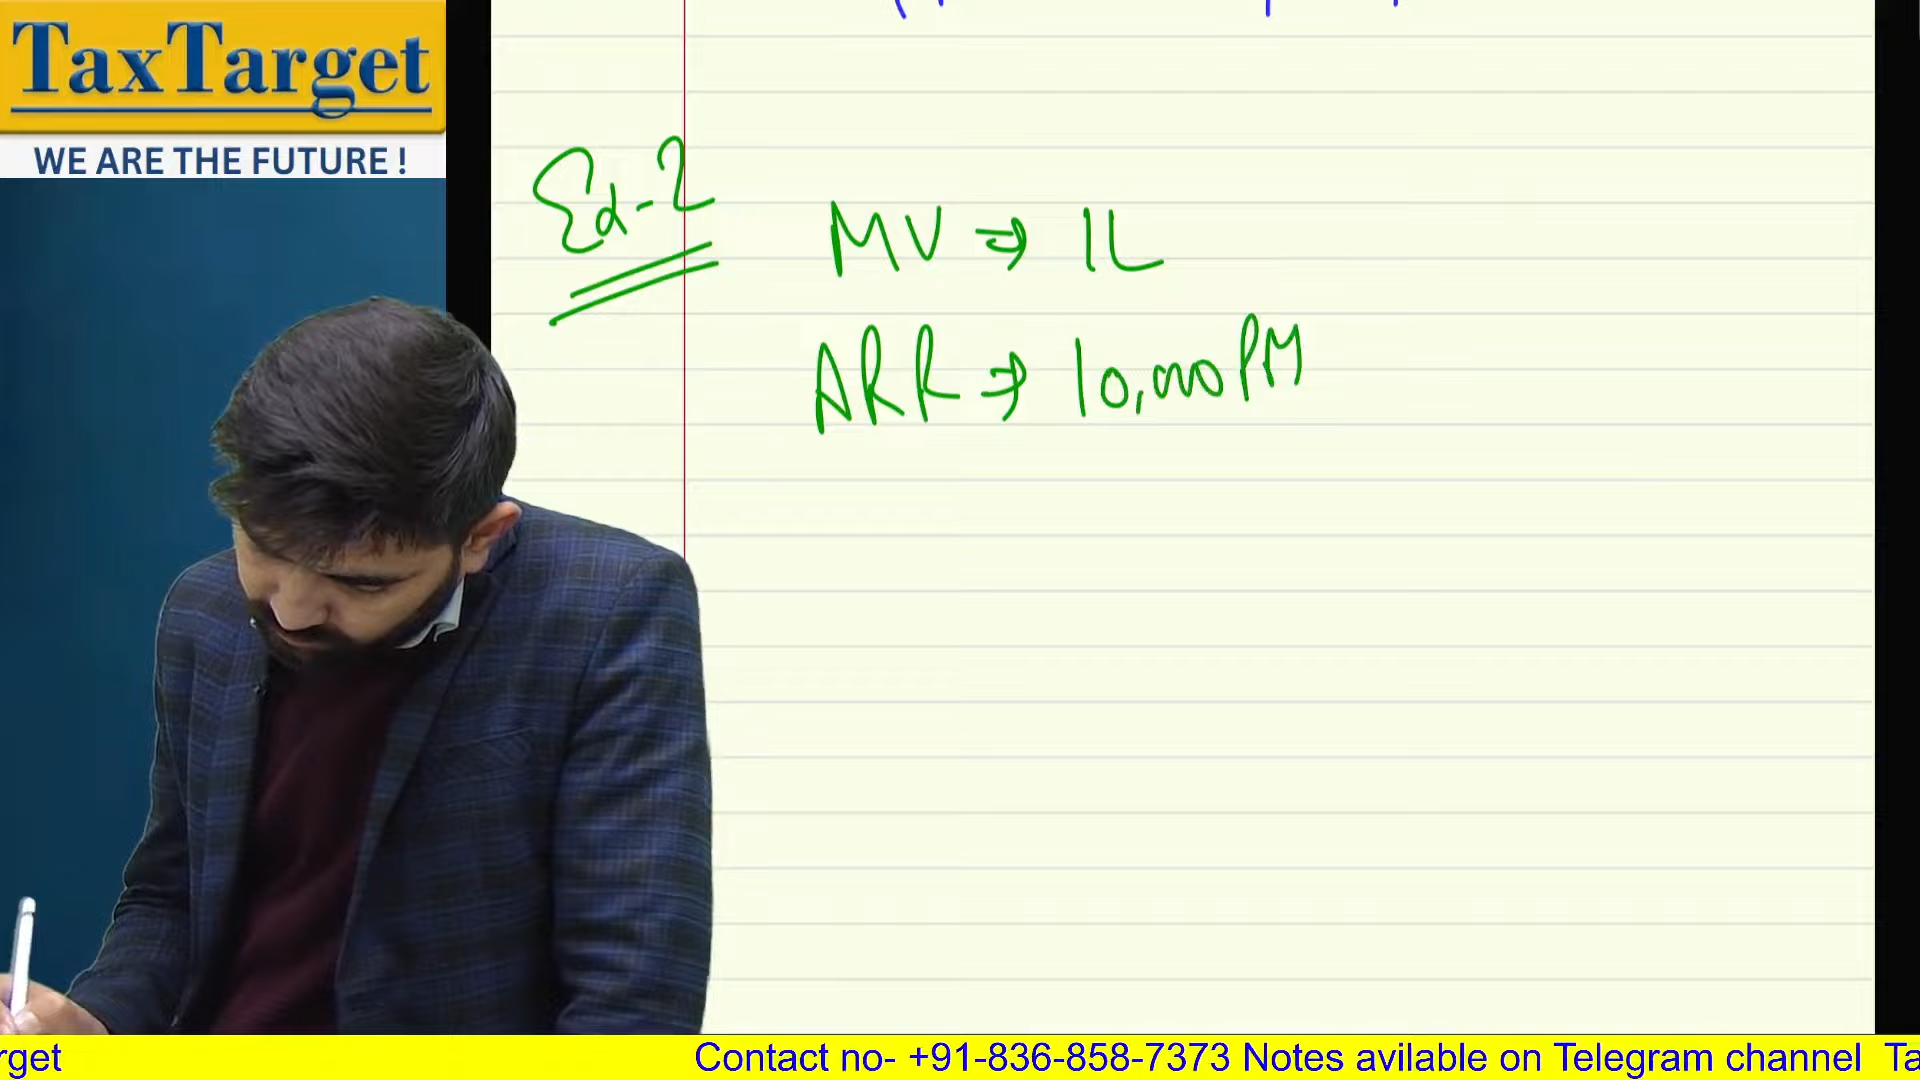 TaxTarget
WE ARE THE FUTURE !
Ex-2
MV → 1L
ARR → 10,000 PM
rget
Contact no- +91-836-858-7373 Notes avilable on Telegram channel Ta